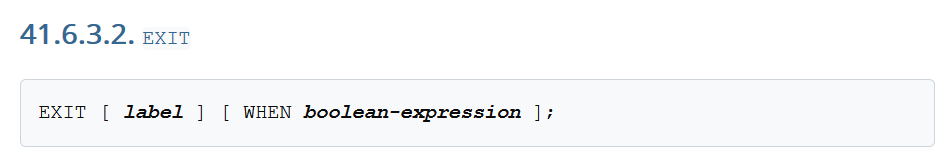 41.6.3.2. EXIT
EXIT [ label ] [ WHEN boolean-expression ];